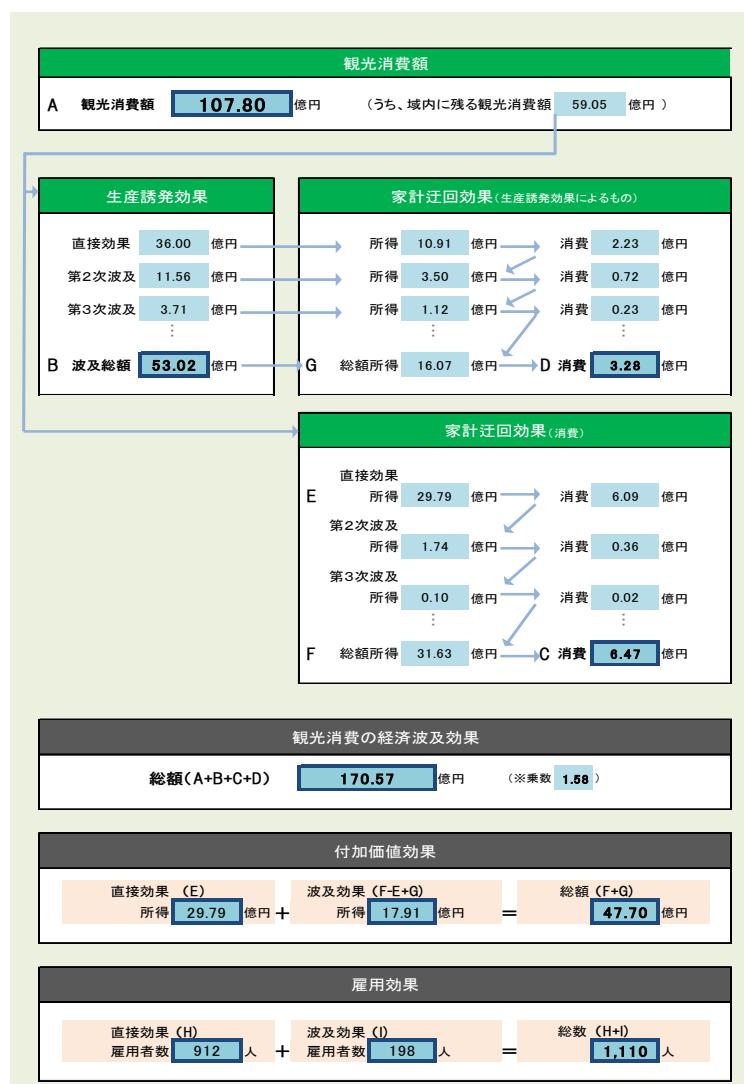 観光消費額
A 観光消費額 107.80 億円 (うち、域内に残る観光消費額 59.05 億円 )
生産誘発効果
直接効果 36.00 億円
第2次波及 11.56 億円
第3次波及 3.71 億円
⋮
B 波及総額 53.02 億円
家計迂回効果(生産誘発効果によるもの)
所得 10.91 億円 消費 2.23 億円
所得 3.50 億円 消費 0.72 億円
所得 1.12 億円 消費 0.23 億円
⋮ ⋮
G 総額所得 16.07 億円 D 消費 3.28 億円
家計迂回効果(消費)
直接効果
E 所得 29.79 億円 消費 6.09 億円
第2次波及
所得 1.74 億円 消費 0.36 億円
第3次波及
所得 0.10 億円 消費 0.02 億円
⋮ ⋮
F 総額所得 31.63 億円 C 消費 6.47 億円
観光消費の経済波及効果
総額(A+B+C+D) 170.57 億円 (※乗数 1.58 )
付加価値効果
直接効果 (E) 波及効果 (F-E+G) 総額 (F+G)
所得 29.79 億円 + 所得 17.91 億円 = 47.70 億円
雇用効果
直接効果 (H) 波及効果 (I) 総数 (H+I)
雇用者数 912 人 + 雇用者数 198 人 = 1,110 人